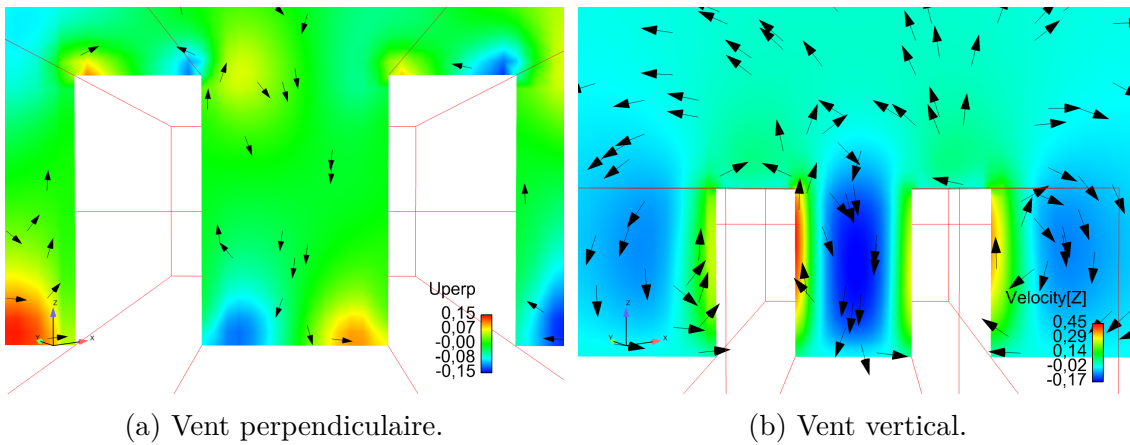 Uperp
0,15
0,07
-0,00
-0,08
-0,15
z
Y
x
Velocity[Z]
0,45
0,29
0,14
-0,02
-0,17
z
Y
x
(a) Vent perpendiculaire.
(b) Vent vertical.